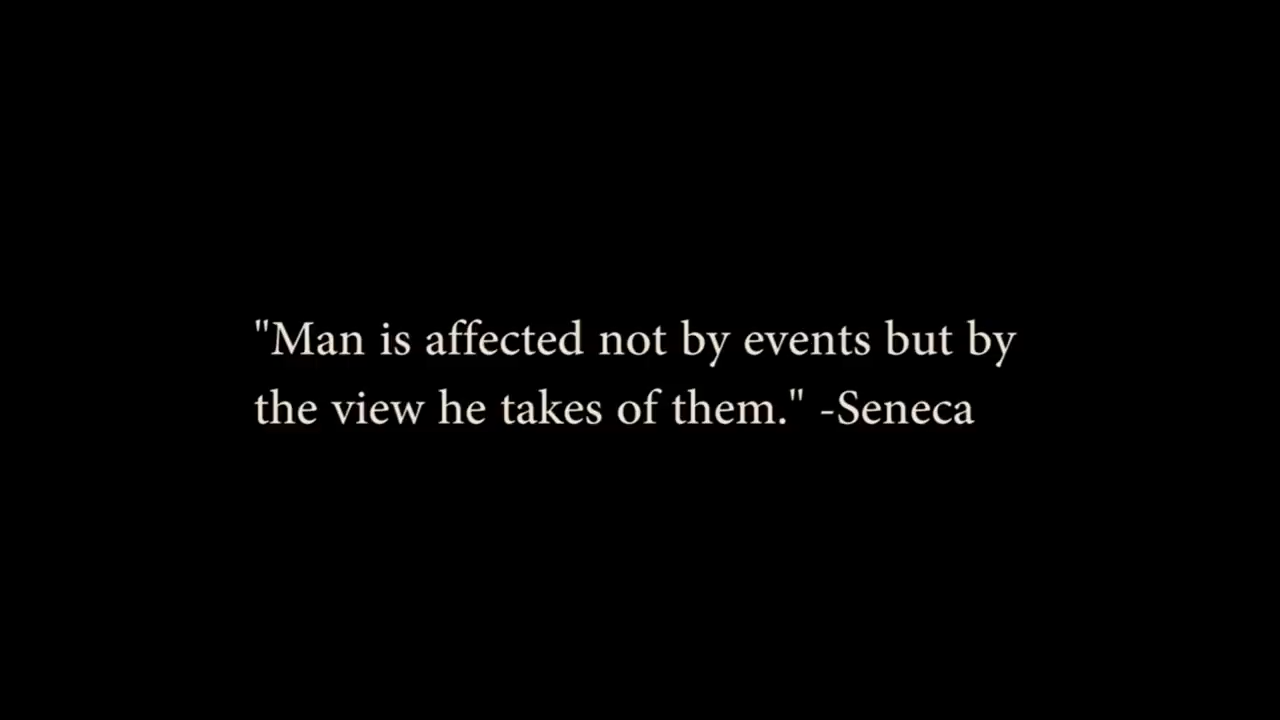 "Man is affected not by events but by
the view he takes of them." -Seneca